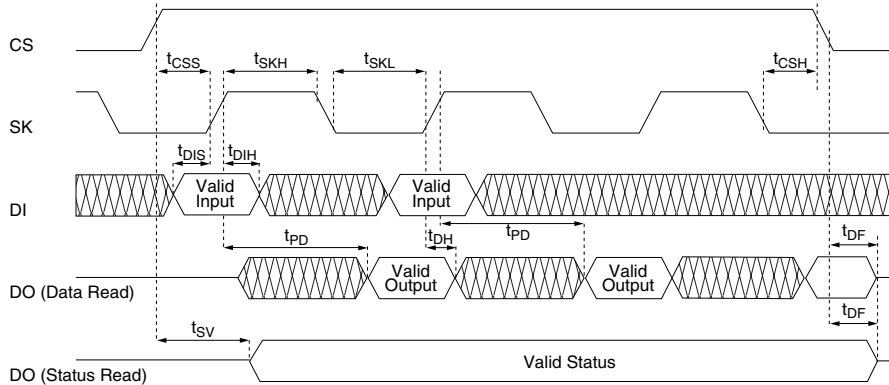 CS
tCSS
tSKH
tSKL
tCSH
SK
tDIS
tDIH
DI
Valid
Input
Valid
Input
tPD
tDH
tPD
tDF
DO (Data Read)
Valid
Output
Valid
Output
tSV
tDF
DO (Status Read)
Valid Status